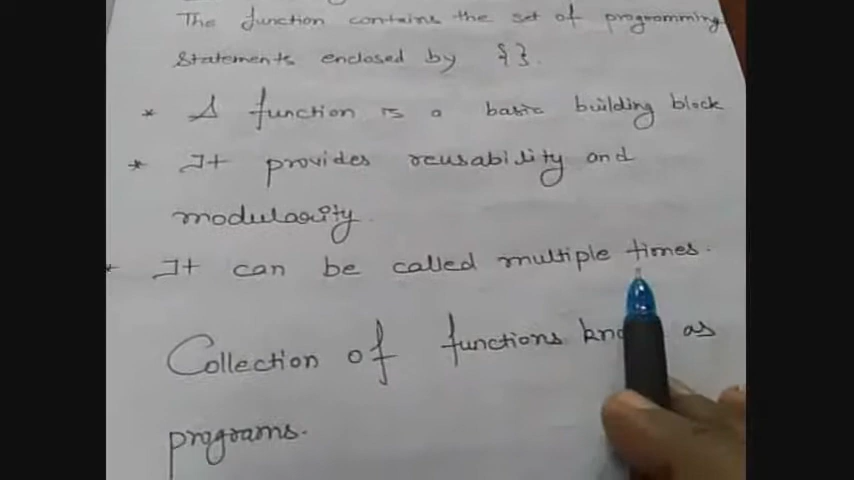 The function contains the set of programming
statements enclosed by { }.
* A function is a basic building block
* It provides reusability and
modularity.
* It can be called multiple times.
Collection of functions as
programs.